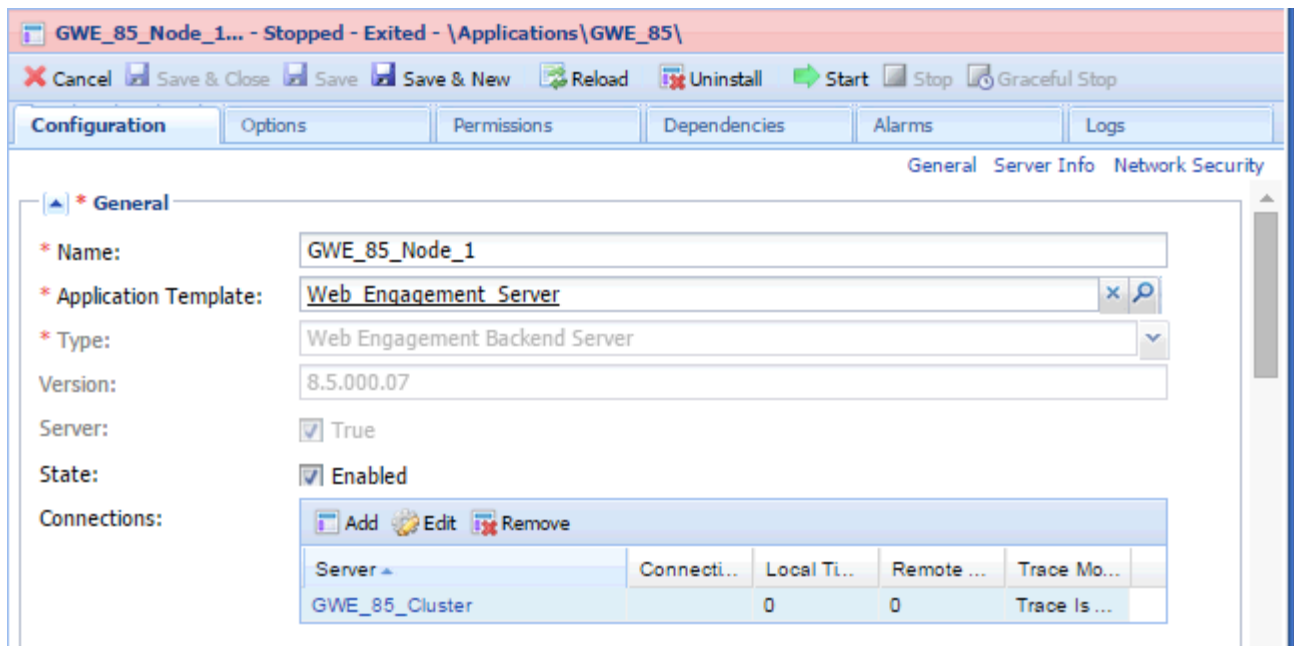 GWE_85_Node_1... - Stopped - Exited - \Applications\GWE_85\
Cancel Save & Close Save Save & New Reload Uninstall Start Stop Graceful Stop
Configuration Options Permissions Dependencies Alarms Logs
General Server Info Network Security
* General
* Name: GWE_85_Node_1
* Application Template: Web_Engagement_Server
* Type: Web Engagement Backend Server
Version: 8.5.000.07
Server: True
State: Enabled
Connections: Add Edit Remove
Server Connecti... Local Ti... Remote ... Trace Mo...
GWE_85_Cluster 0 0 Trace Is ...